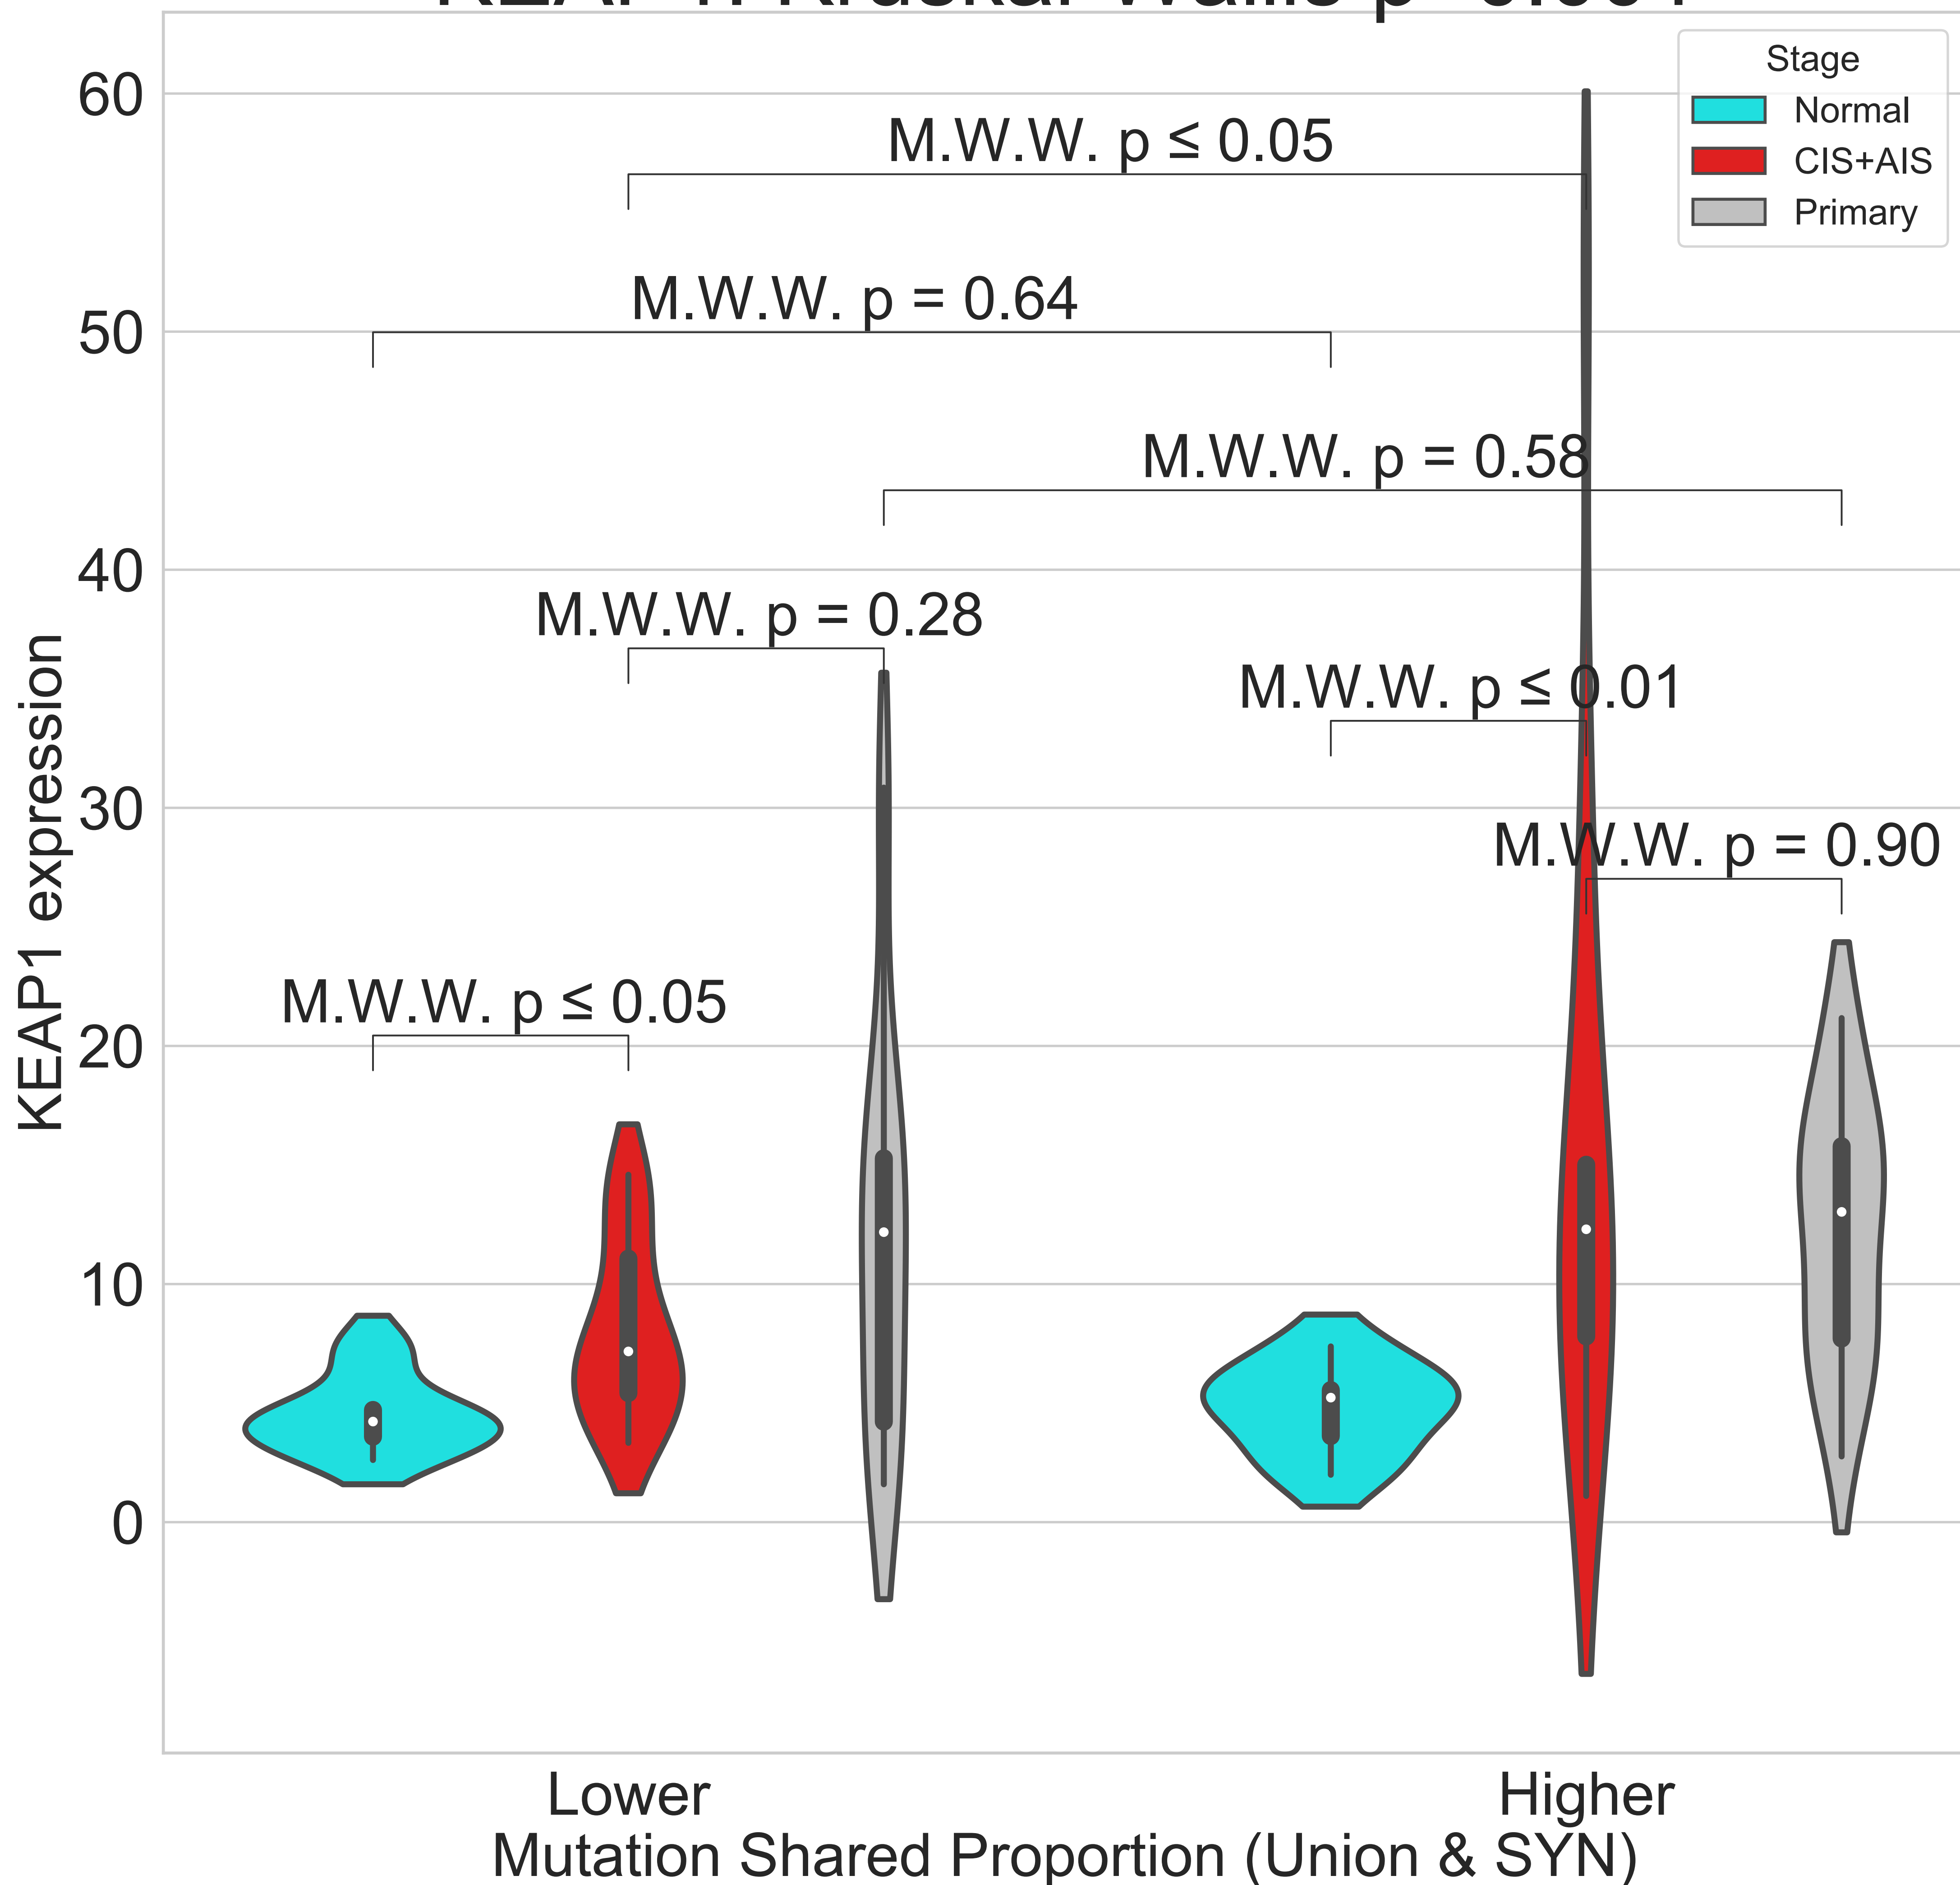 Stage
Normal
CIS+AIS
Primary
60
50
40
30
20
10
0
KEAP1 expression
M.W.W. p ≤ 0.05
M.W.W. p = 0.64
M.W.W. p = 0.58
M.W.W. p = 0.28
M.W.W. p ≤ 0.01
M.W.W. p = 0.90
M.W.W. p ≤ 0.05
Lower
Higher
Mutation Shared Proportion (Union & SYN)